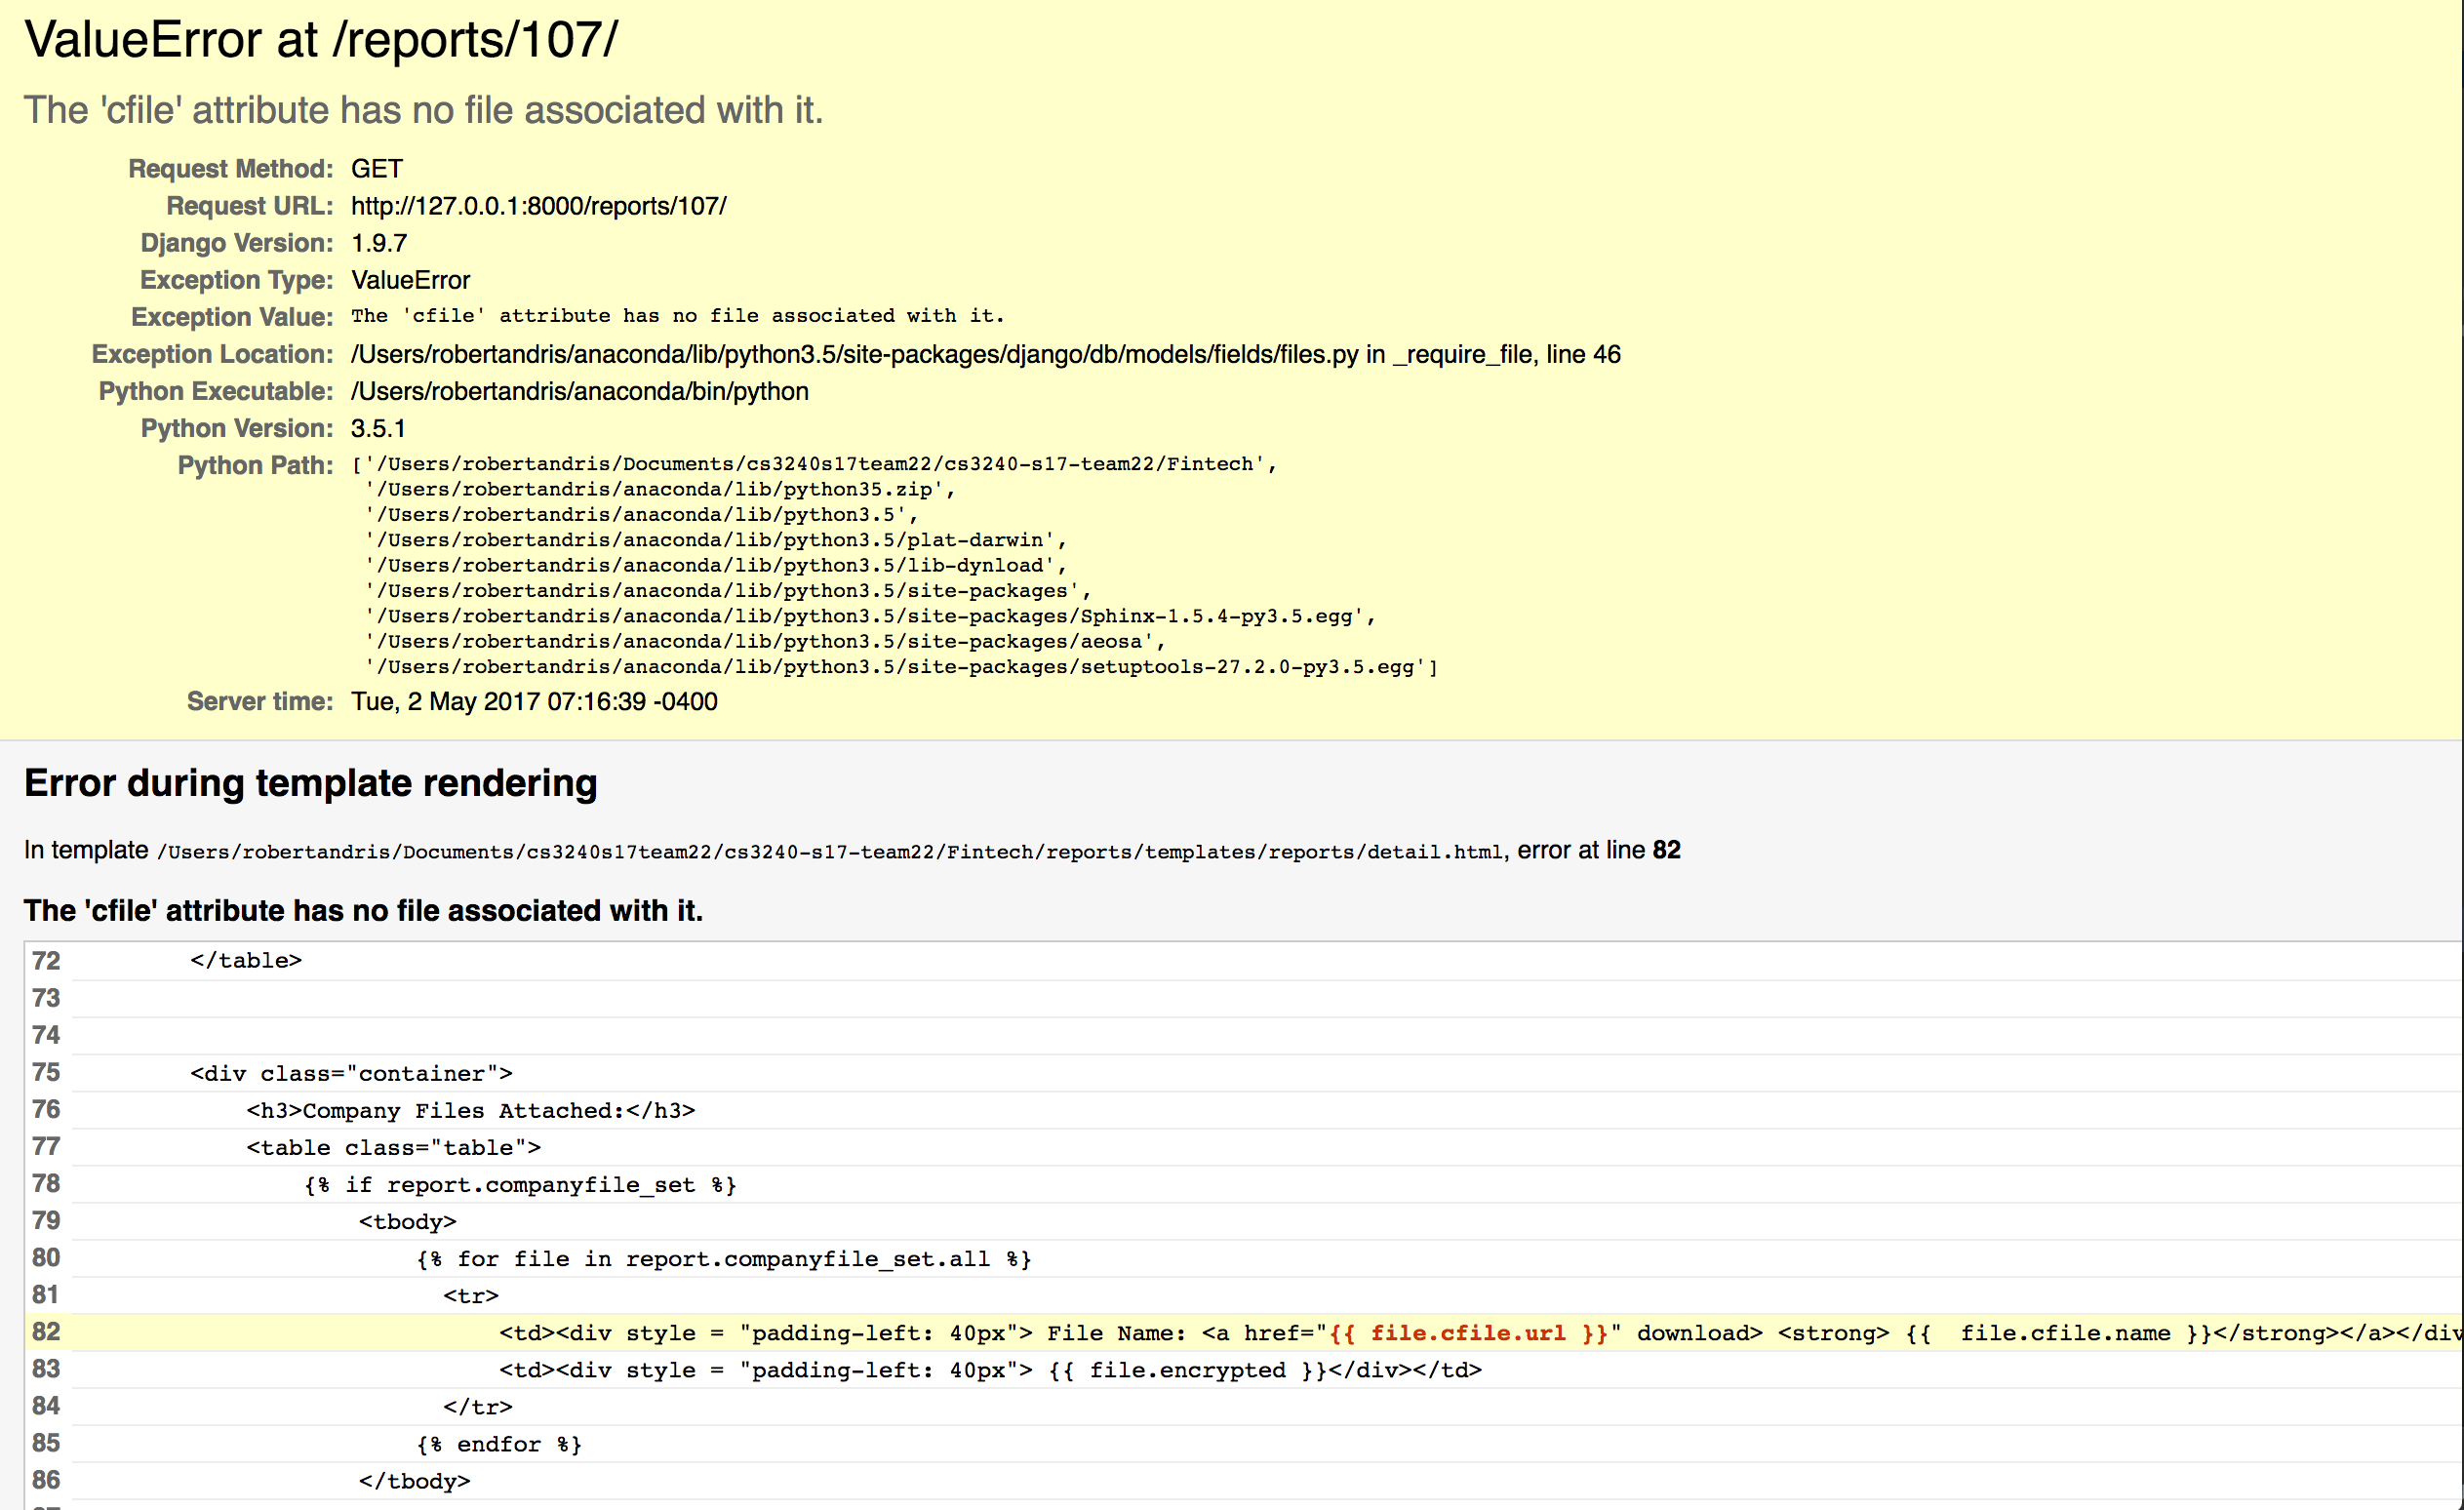 ValueError at /reports/107/
The 'cfile' attribute has no file associated with it.
Request Method: GET
Request URL: http://127.0.0.1:8000/reports/107/
Django Version: 1.9.7
Exception Type: ValueError
Exception Value: The 'cfile' attribute has no file associated with it.
Exception Location: /Users/robertandris/anaconda/lib/python3.5/site-packages/django/db/models/fields/files.py in _require_file, line 46
Python Executable: /Users/robertandris/anaconda/bin/python
Python Version: 3.5.1
Python Path: ['/Users/robertandris/Documents/cs3240s17team22/cs3240-s17-team22/Fintech',
'/Users/robertandris/anaconda/lib/python35.zip',
'/Users/robertandris/anaconda/lib/python3.5',
'/Users/robertandris/anaconda/lib/python3.5/plat-darwin',
'/Users/robertandris/anaconda/lib/python3.5/lib-dynload',
'/Users/robertandris/anaconda/lib/python3.5/site-packages',
'/Users/robertandris/anaconda/lib/python3.5/site-packages/Sphinx-1.5.4-py3.5.egg',
'/Users/robertandris/anaconda/lib/python3.5/site-packages/aeosa',
'/Users/robertandris/anaconda/lib/python3.5/site-packages/setuptools-27.2.0-py3.5.egg']
Server time: Tue, 2 May 2017 07:16:39 -0400
Error during template rendering
In template /Users/robertandris/Documents/cs3240s17team22/cs3240-s17-team22/Fintech/reports/templates/reports/detail.html, error at line 82
The 'cfile' attribute has no file associated with it.
72 </table>
73
74
75 <div class="container">
76 <h3>Company Files Attached:</h3>
77 <table class="table">
78 {% if report.companyfile_set %}
79 <tbody>
80 {% for file in report.companyfile_set.all %}
81 <tr>
82 <td><div style = "padding-left: 40px"> File Name: <a href="{{ file.cfile.url }}" download> <strong> {{  file.cfile.name }}</strong></a></div
83 <td><div style = "padding-left: 40px"> {{ file.encrypted }}</div></td>
84 </tr>
85 {% endfor %}
86 </tbody>